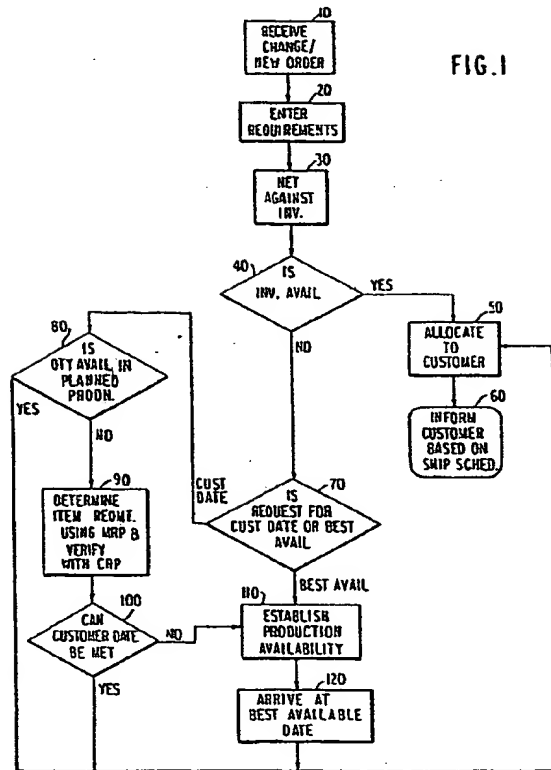 10
RECEIVE
CHANGE/
NEW ORDER
FIG.1
20
ENTER
REQUIREMENTS
30
NET
AGAINST
INV.
40
IS
INV. AVAIL
YES
NO
50
ALLOCATE
TO
CUSTOMER
60
INFORM
CUSTOMER
BASED ON
SHIP SCHED.
80
IS
QTY AVAIL. IN
PLANNED
PRODN.
YES
NO
CUST
DATE
70
IS
REQUEST FOR
CUST DATE OR BEST
AVAIL
BEST AVAIL
90
DETERMINE
ITEM REQMT.
USING MRP &
VERIFY
WITH CRP
100
CAN
CUSTOMER DATE
BE MET
NO
YES
110
ESTABLISH
PRODUCTION
AVAILABILITY
120
ARRIVE AT
BEST AVAILABLE
DATE